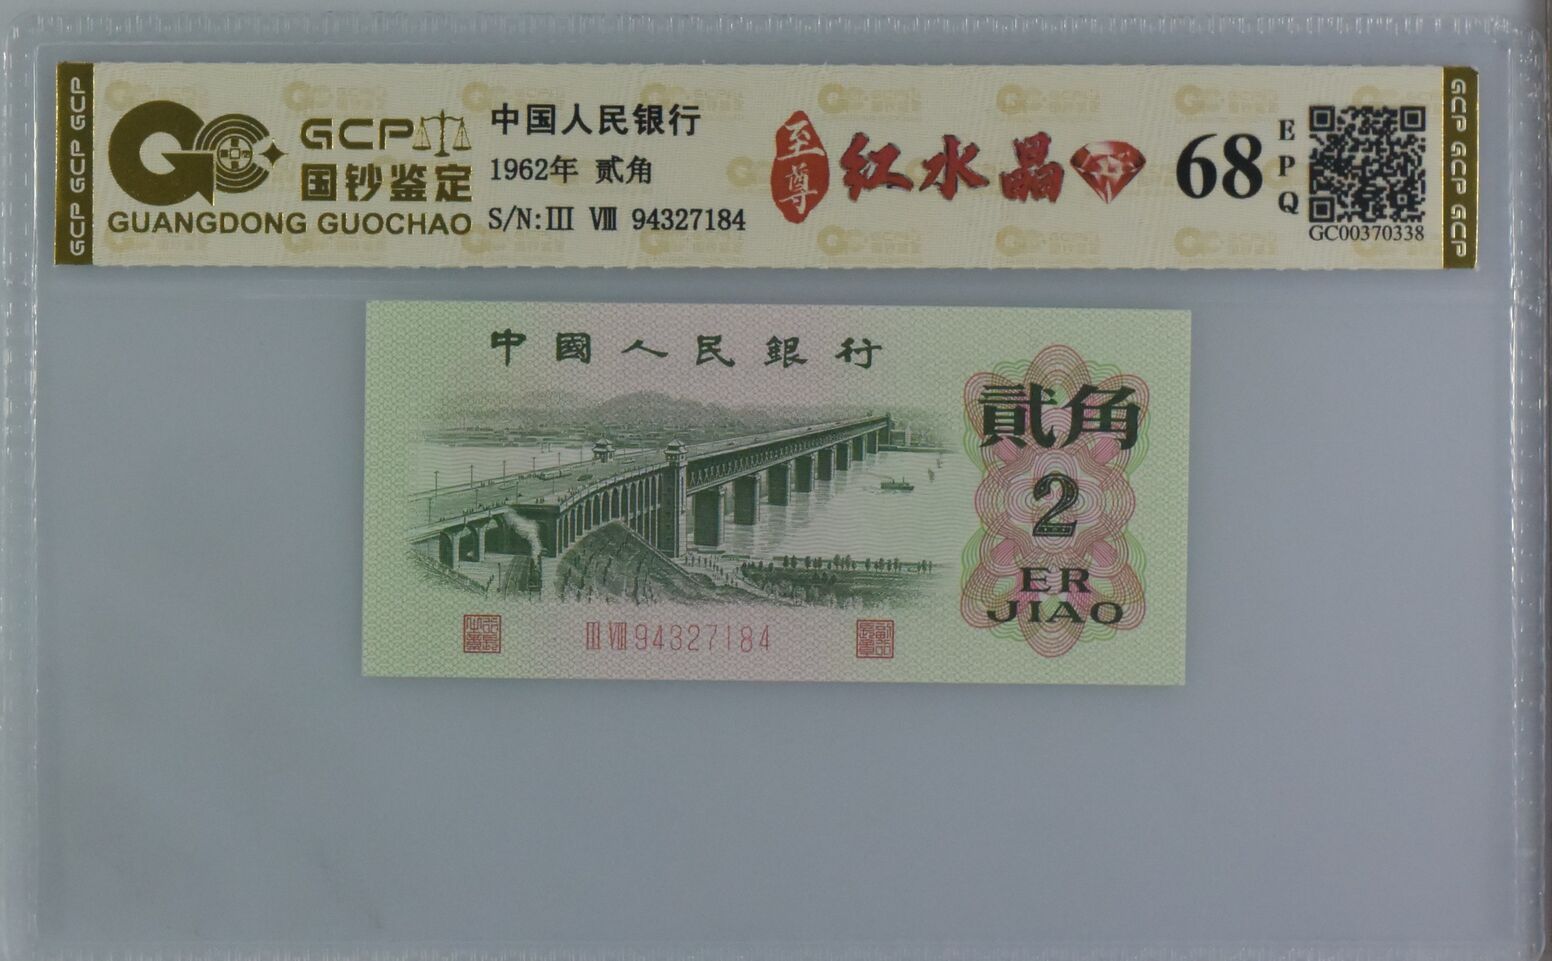 GCP GCP GCP
GCP
国钞鉴定
GUANGDONG GUOCHAO
中国人民银行
1962年 贰角
S/N:Ⅲ Ⅷ 94327184
至尊
红水晶
68
EPQ
GC00370338
GCP GCP GCP
中國人民銀行
貳角
2
ER
JIAO
Ⅲ Ⅷ 94327184